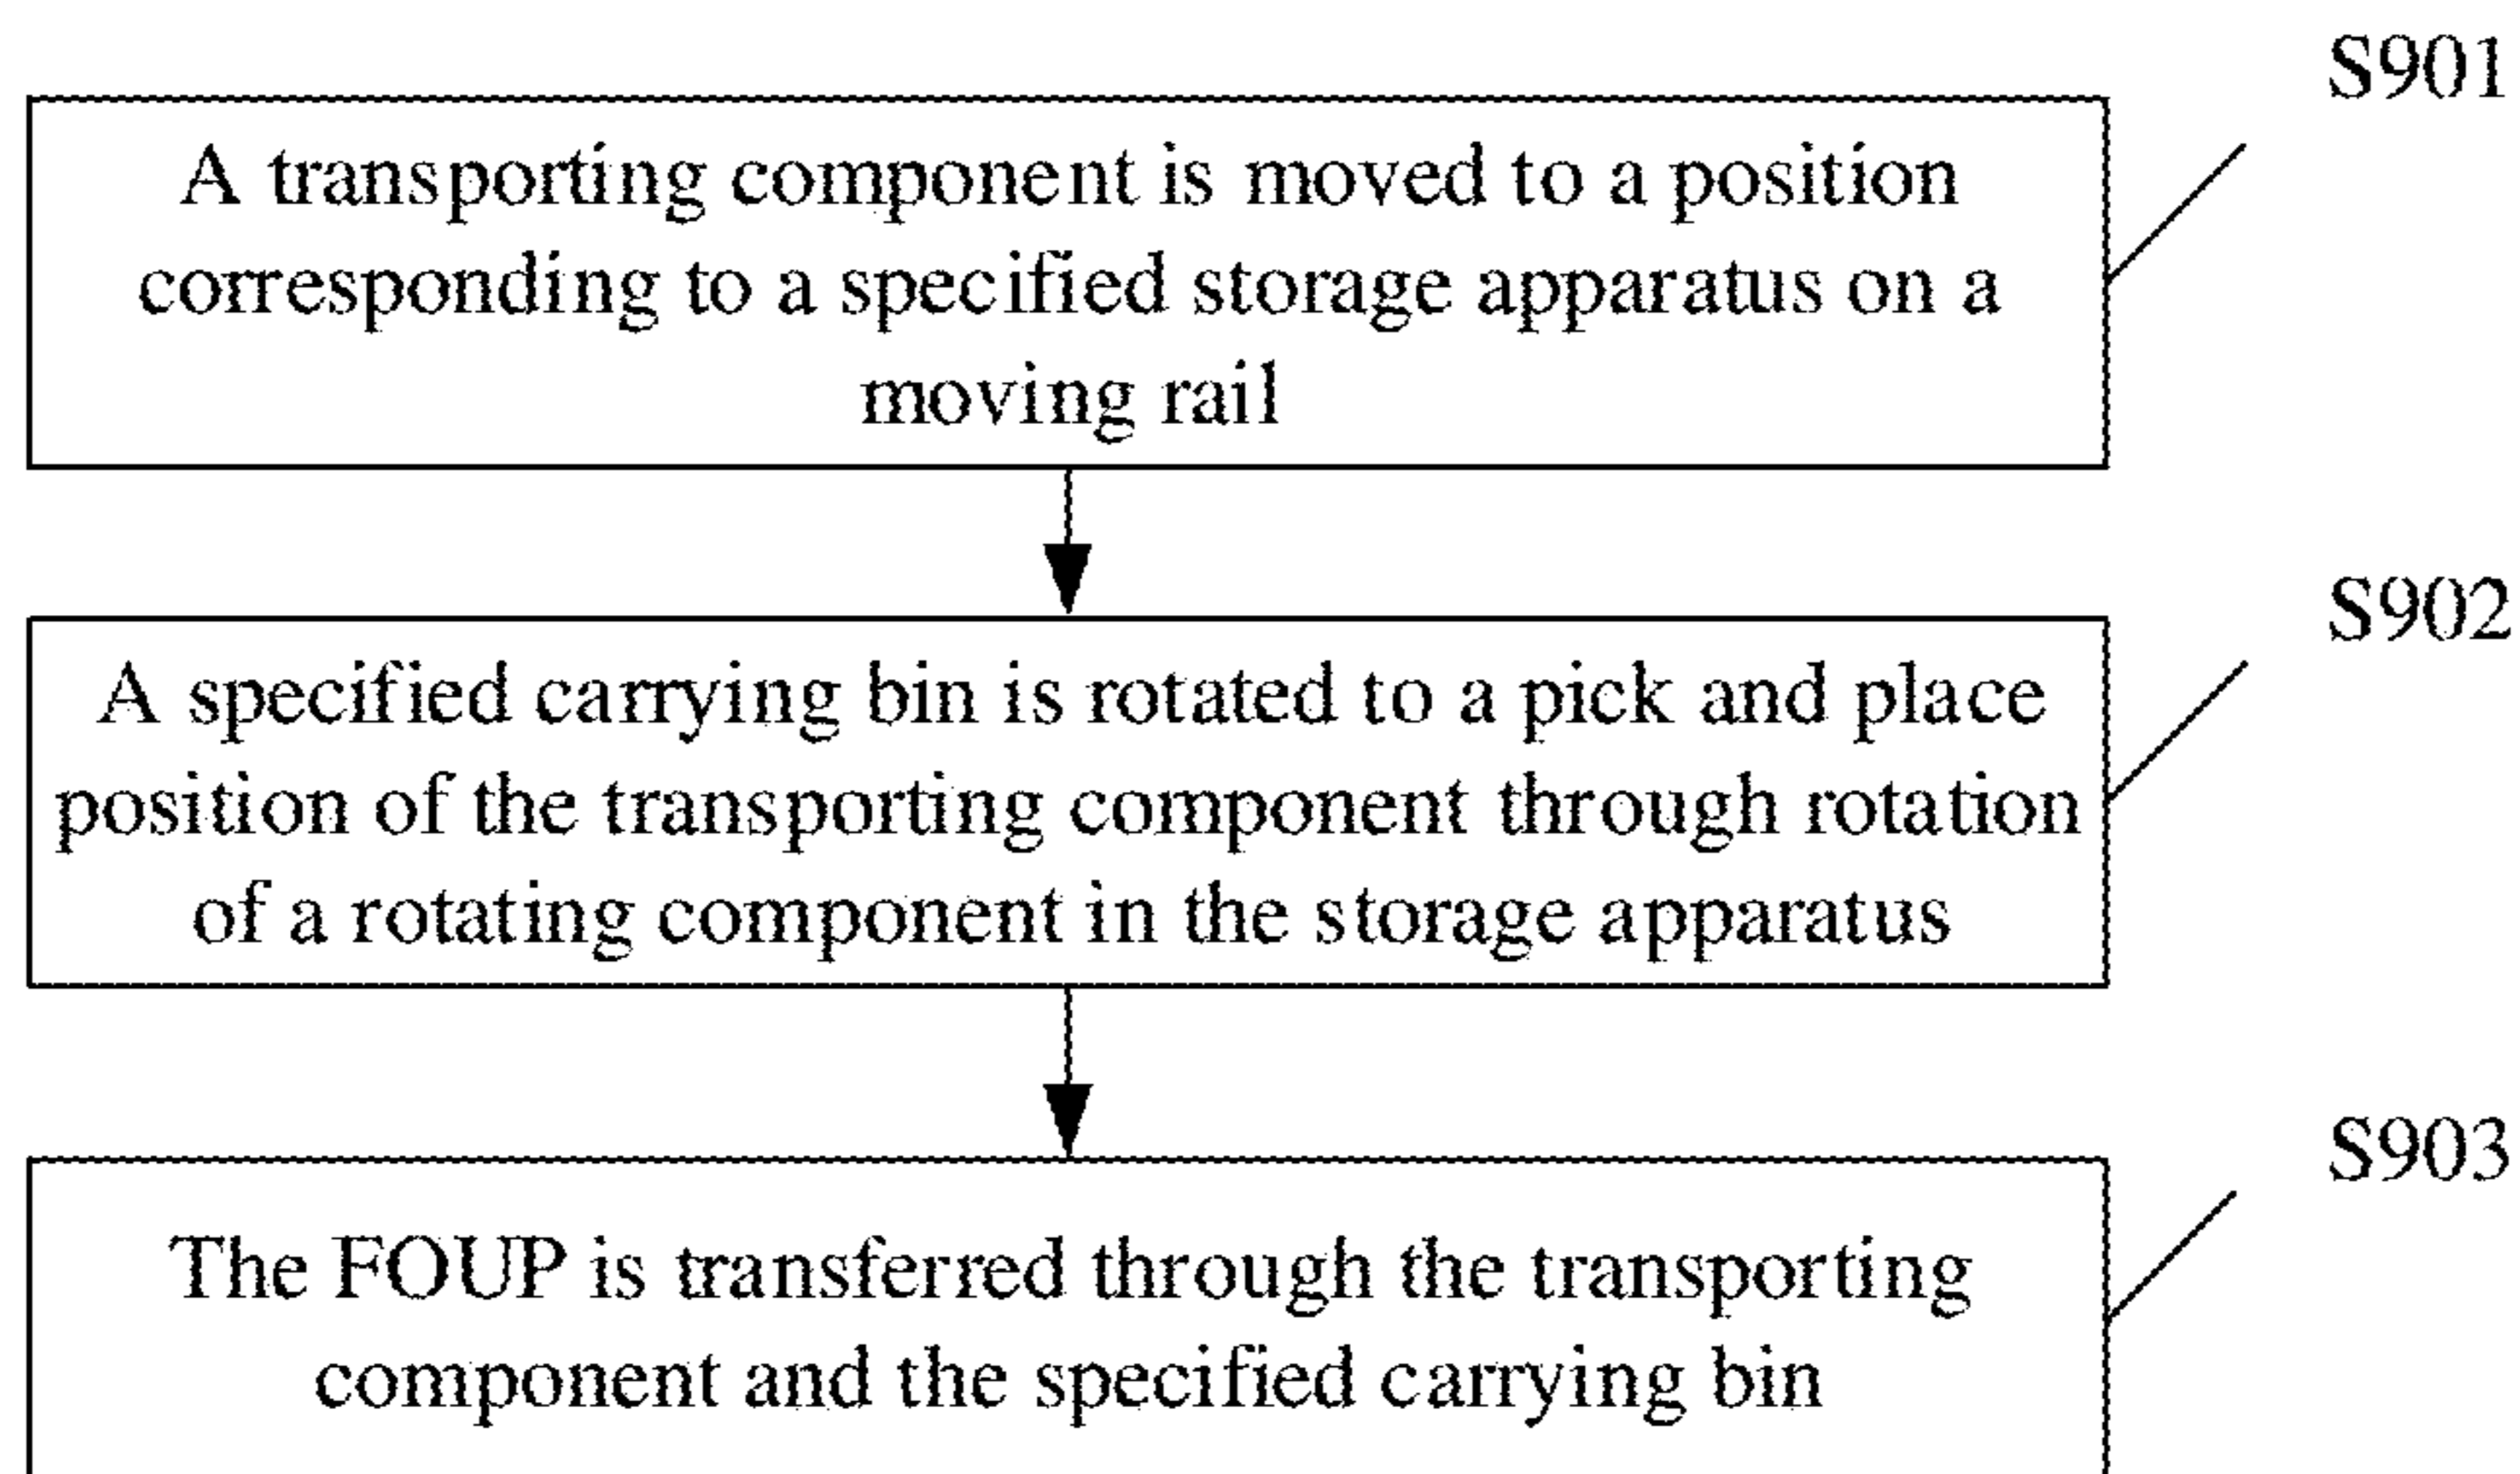 S901
A transporting component is moved to a position
corresponding to a specified storage apparatus on a
moving rail
S902
A specified carrying bin is rotated to a pick and place
position of the transporting component through rotation
of a rotating component in the storage apparatus
S903
The FOUP is transferred through the transporting
component and the specified carrying bin